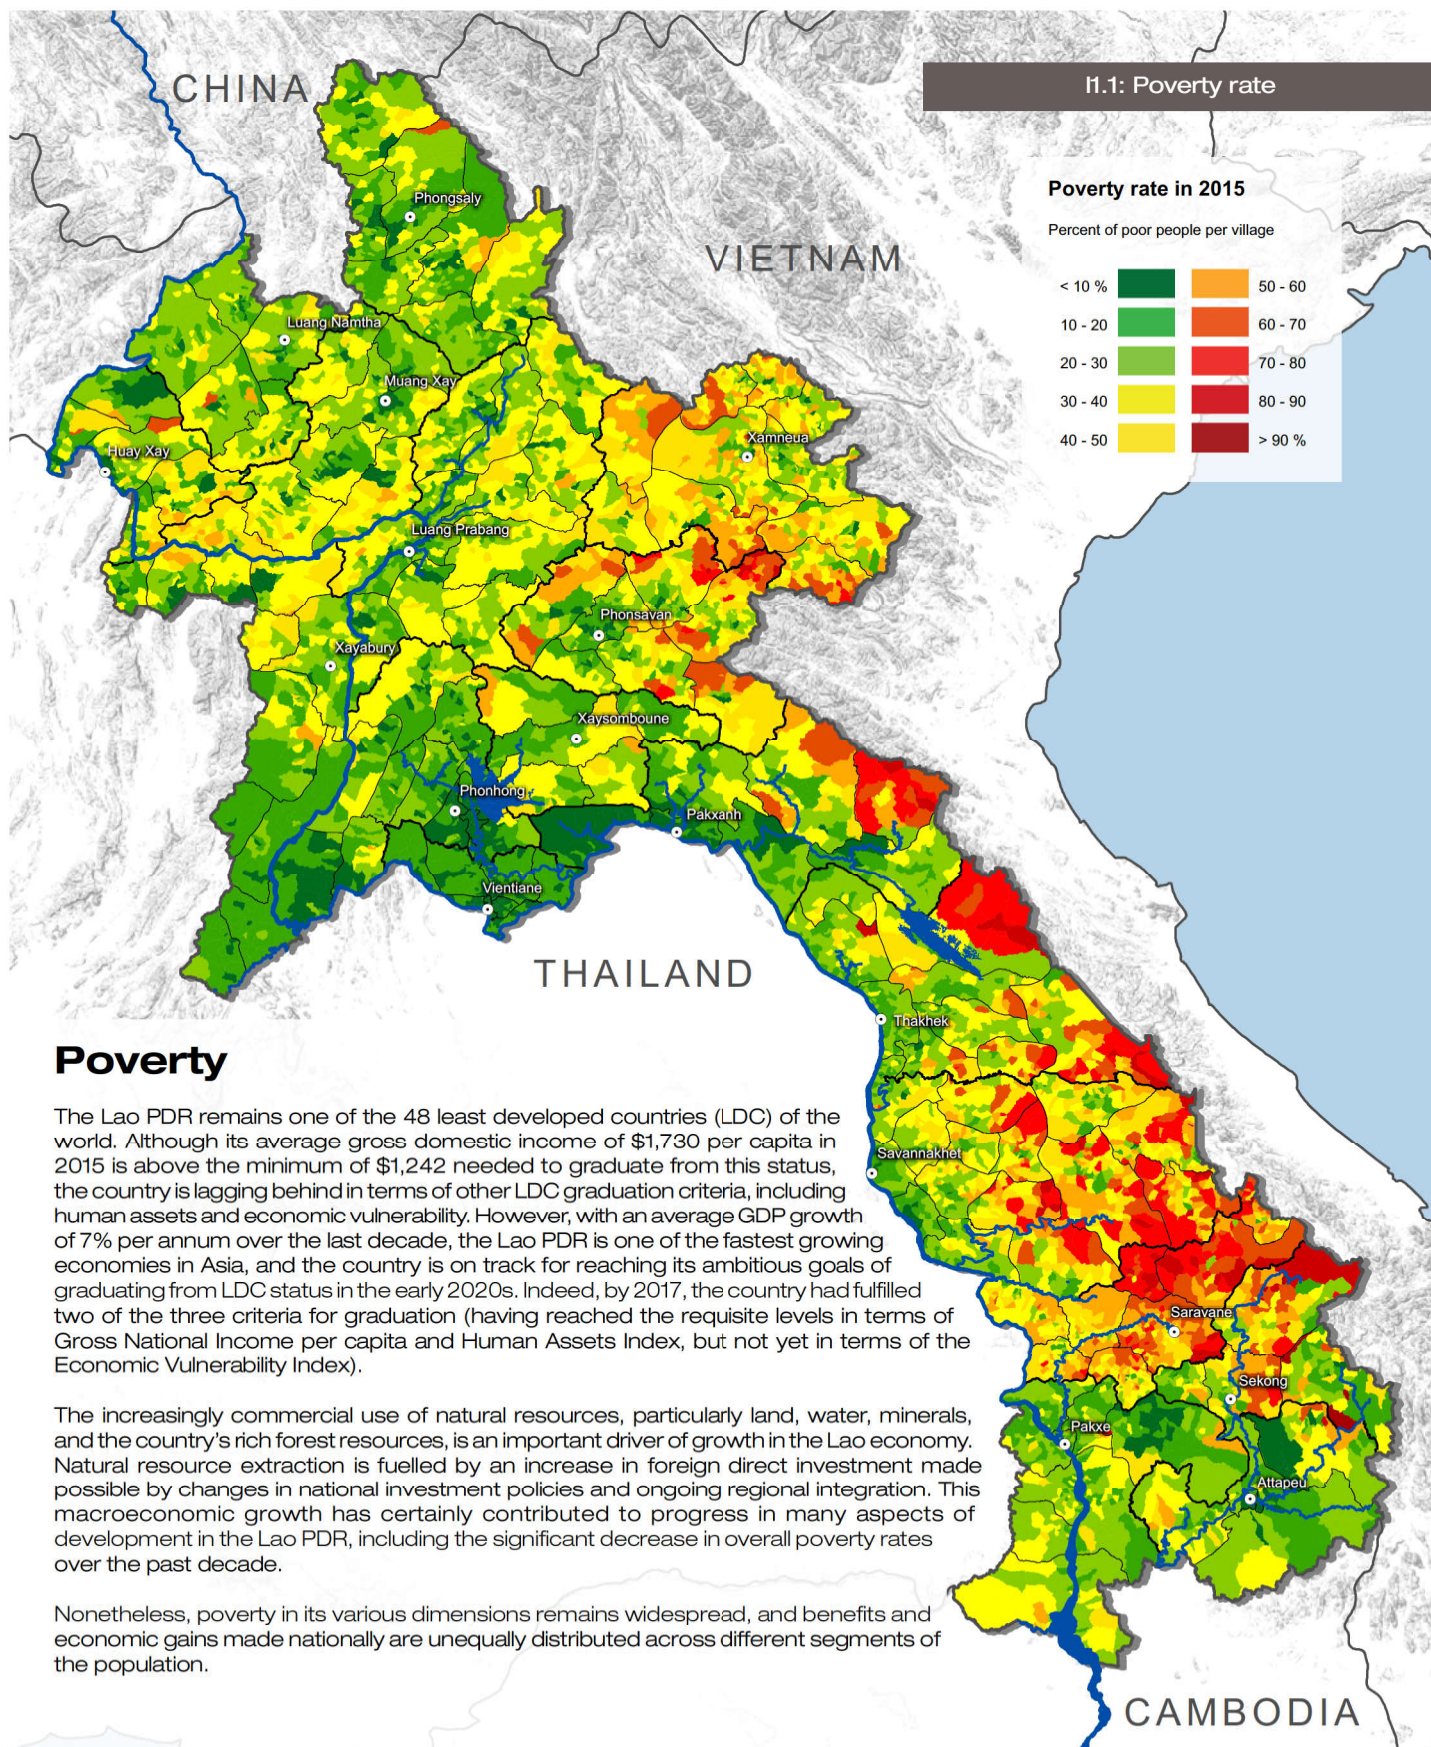 CHINA
I1.1: Poverty rate
Poverty rate in 2015
Percent of poor people per village
< 10 %
50 - 60
10 - 20
60 - 70
20 - 30
70 - 80
30 - 40
80 - 90
40 - 50
> 90 %
Phongsaly
VIETNAM
Luang Namtha
Muang Xay
Xamneua
Huay Xay
Luang Prabang
Phonsavan
Xayabury
Xaysomboune
Phonhong
Pakxanh
Vientiane
THAILAND
Thakhek
Savannakhet
Saravane
Sekong
Pakxe
Attapeu
CAMBODIA
Poverty
The Lao PDR remains one of the 48 least developed countries (LDC) of the
world. Although its average gross domestic income of $1,730 per capita in
2015 is above the minimum of $1,242 needed to graduate from this status,
the country is lagging behind in terms of other LDC graduation criteria, including
human assets and economic vulnerability. However, with an average GDP growth
of 7% per annum over the last decade, the Lao PDR is one of the fastest growing
economies in Asia, and the country is on track for reaching its ambitious goals of
graduating from LDC status in the early 2020s. Indeed, by 2017, the country had fulfilled
two of the three criteria for graduation (having reached the requisite levels in terms of
Gross National Income per capita and Human Assets Index, but not yet in terms of the
Economic Vulnerability Index).
The increasingly commercial use of natural resources, particularly land, water, minerals,
and the country's rich forest resources, is an important driver of growth in the Lao economy.
Natural resource extraction is fuelled by an increase in foreign direct investment made
possible by changes in national investment policies and ongoing regional integration. This
macroeconomic growth has certainly contributed to progress in many aspects of
development in the Lao PDR, including the significant decrease in overall poverty rates
over the past decade.
Nonetheless, poverty in its various dimensions remains widespread, and benefits and
economic gains made nationally are unequally distributed across different segments of
the population.